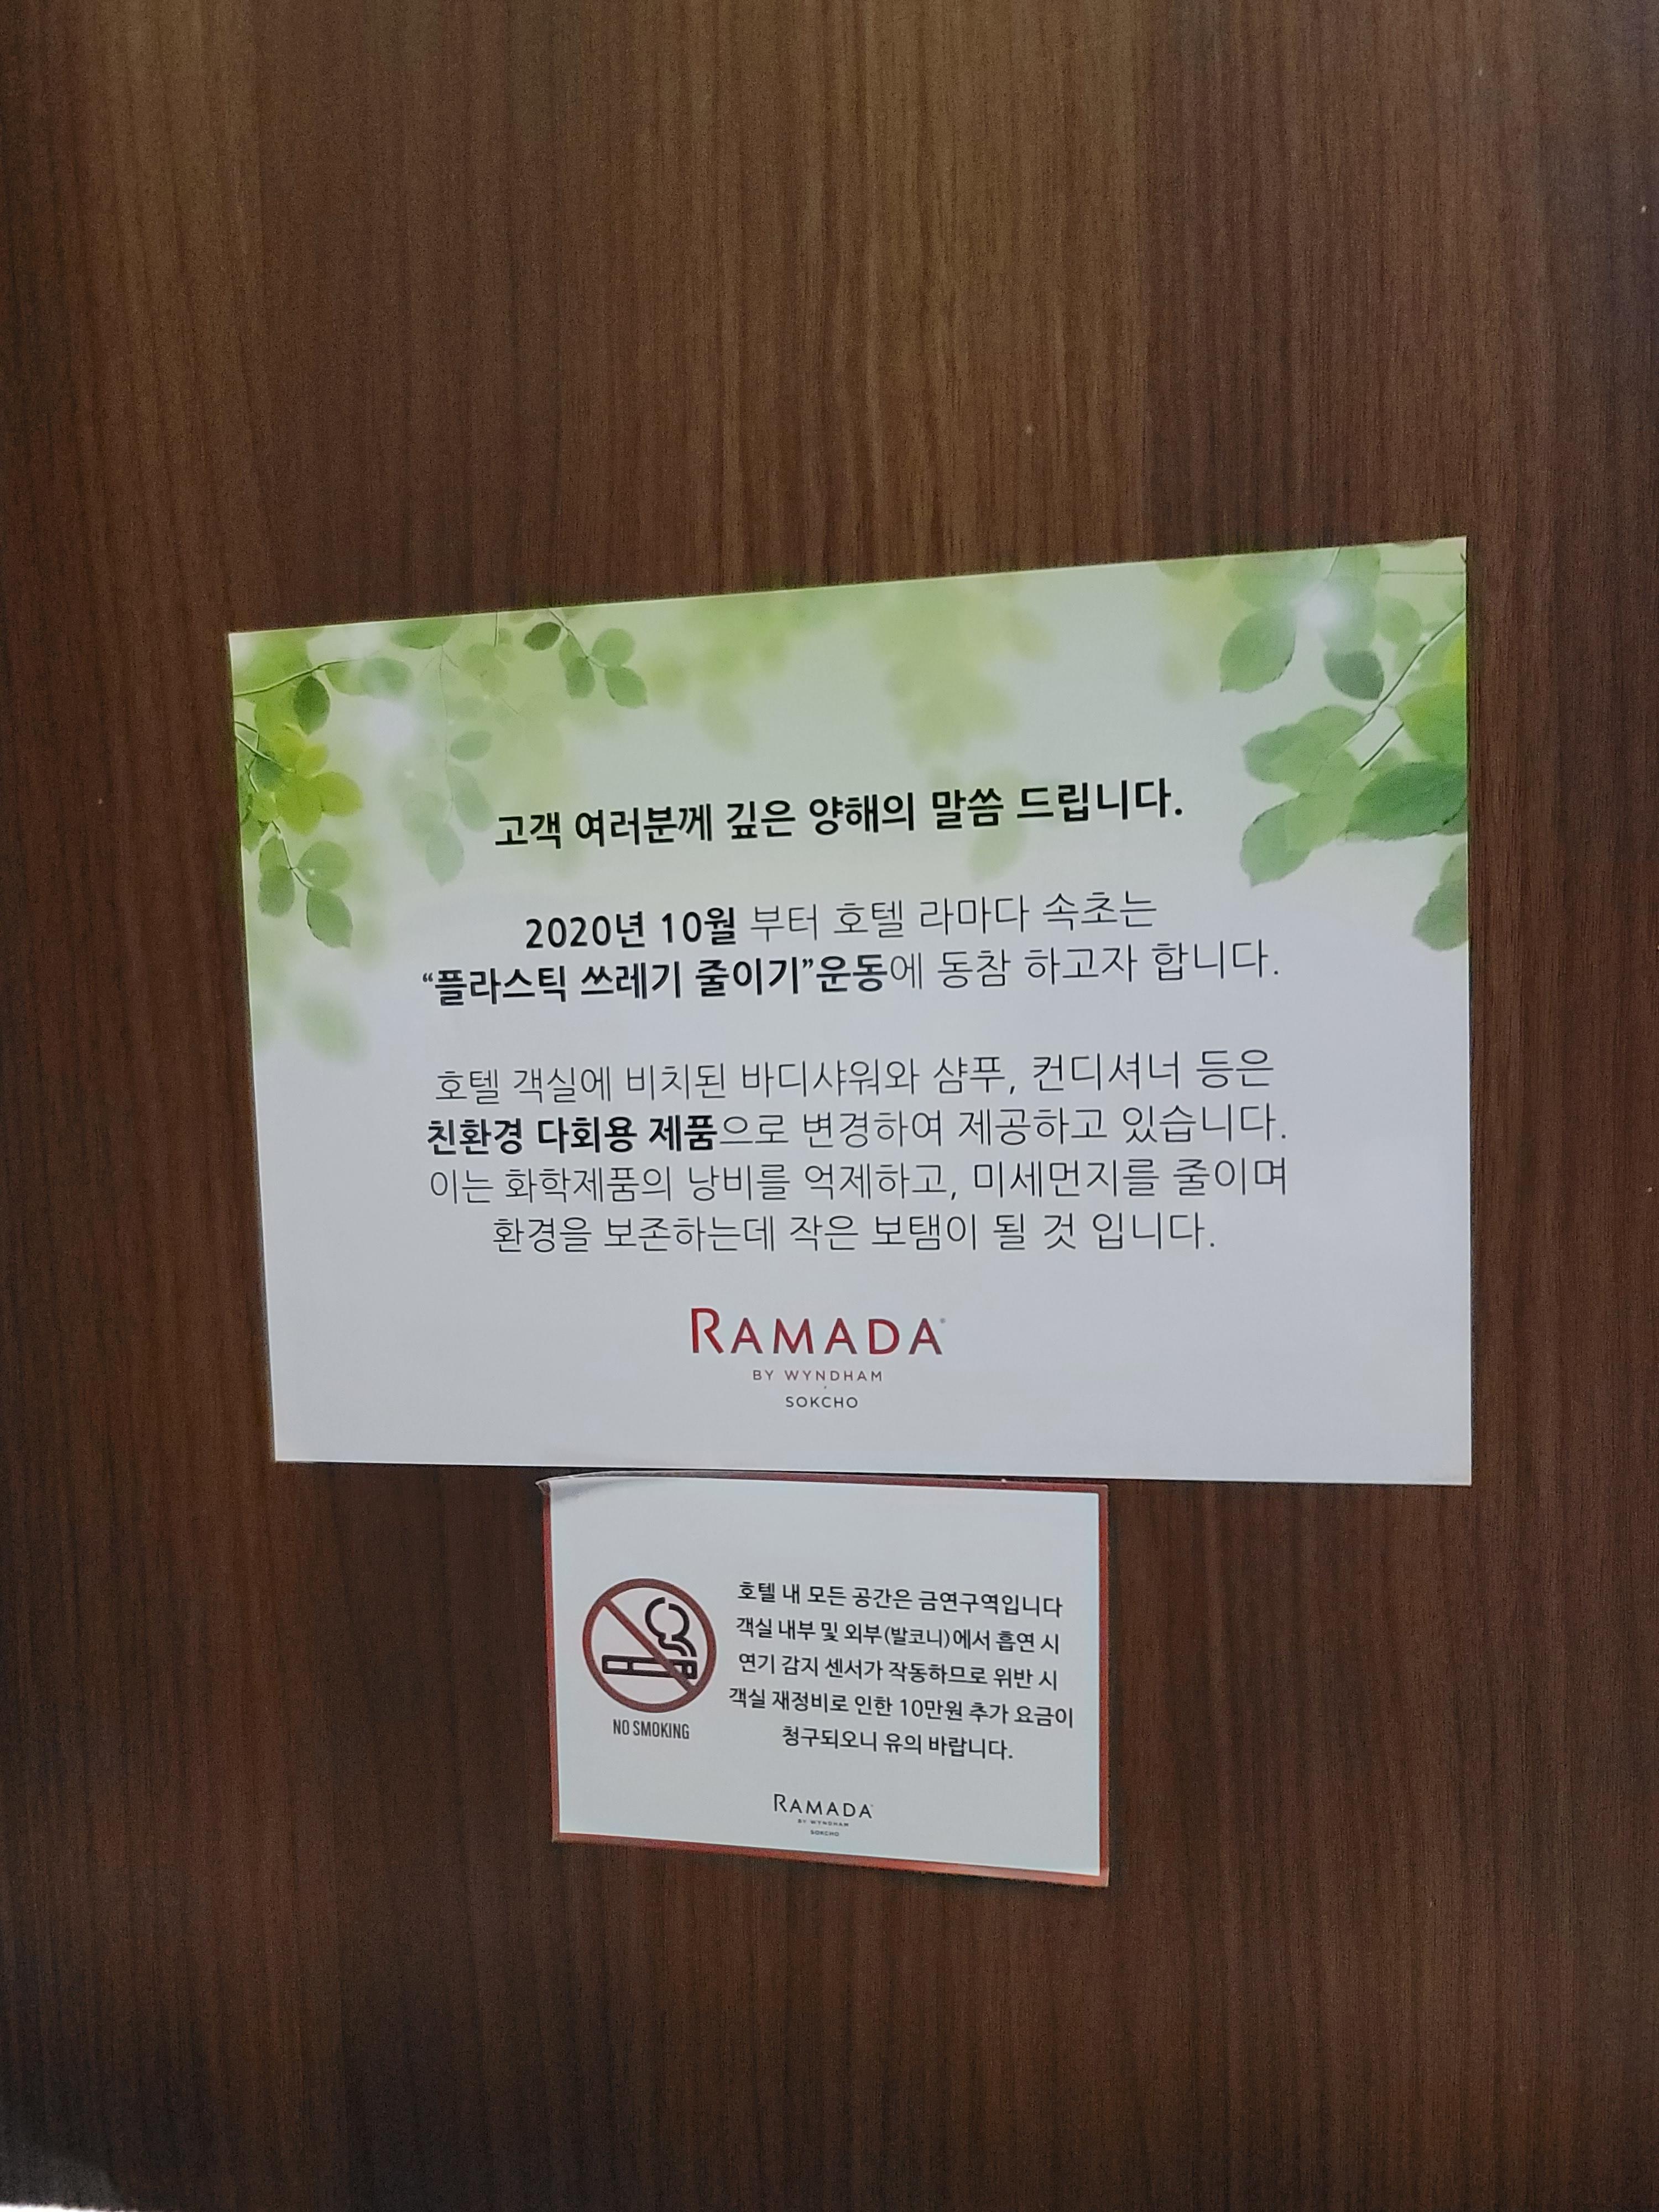 고객 여러분께 깊은 양해의 말씀 드립니다.
2020년 10월 부터 호텔 라마다 속초는
“플라스틱 쓰레기 줄이기”운동에 동참 하고자 합니다.
호텔 객실에 비치된 바디샤워와 샴푸, 컨디셔너 등은
친환경 다회용 제품으로 변경하여 제공하고 있습니다.
이는 화학제품의 낭비를 억제하고, 미세먼지를 줄이며
환경을 보존하는데 작은 보탬이 될 것 입니다.
RAMADA®
BY WYNDHAM
SOKCHO
호텔 내 모든 공간은 금연구역입니다
객실 내부 및 외부(발코니)에서 흡연 시
연기 감지 센서가 작동하므로 위반 시
객실 재정비로 인한 10만원 추가 요금이
청구되오니 유의 바랍니다.
NO SMOKING
RAMADA®
BY WYNDHAM
SOKCHO